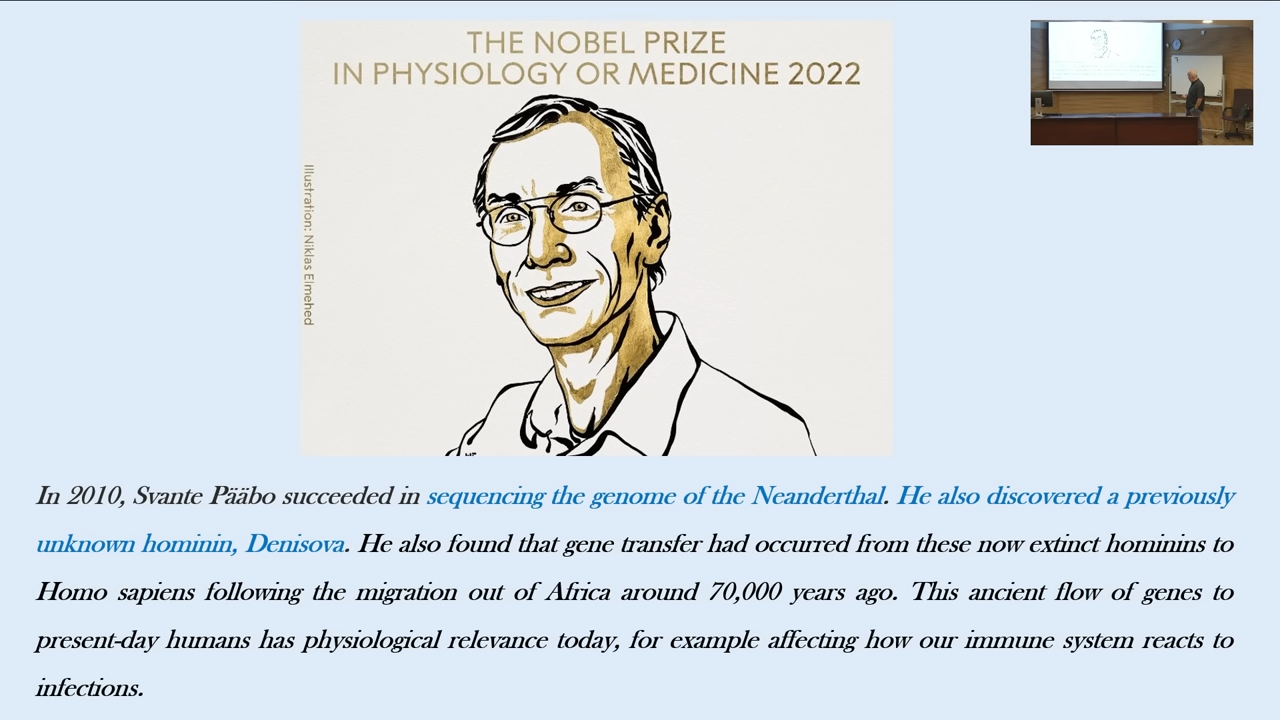 THE NOBEL PRIZE
IN PHYSIOLOGY OR MEDICINE 2022
Illustration: Niklas Elmehed
In 2010, Svante Pääbo succeeded in sequencing the genome of the Neanderthal. He also discovered a previously
unknown hominin, Denisova. He also found that gene transfer had occurred from these now extinct hominins to
Homo sapiens following the migration out of Africa around 70,000 years ago. This ancient flow of genes to
present-day humans has physiological relevance today, for example affecting how our immune system reacts to
infections.